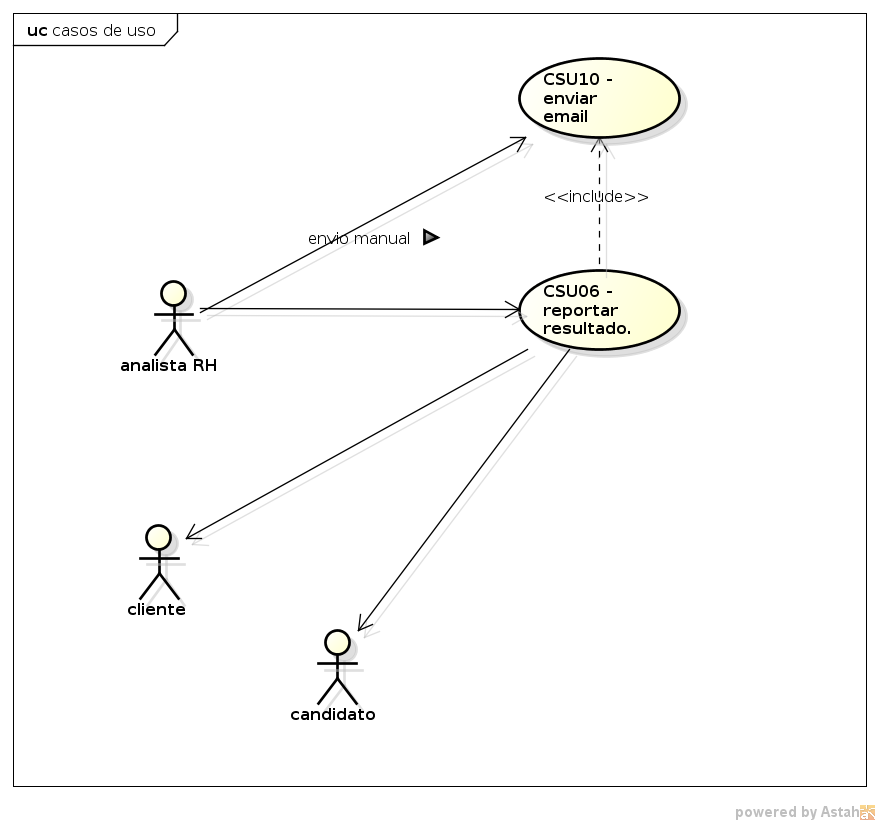 uc casos de uso
CSU10 -
enviar
email
<<include>>
envio manual
CSU06 -
reportar
resultado.
analista RH
cliente
candidato
powered by Astah